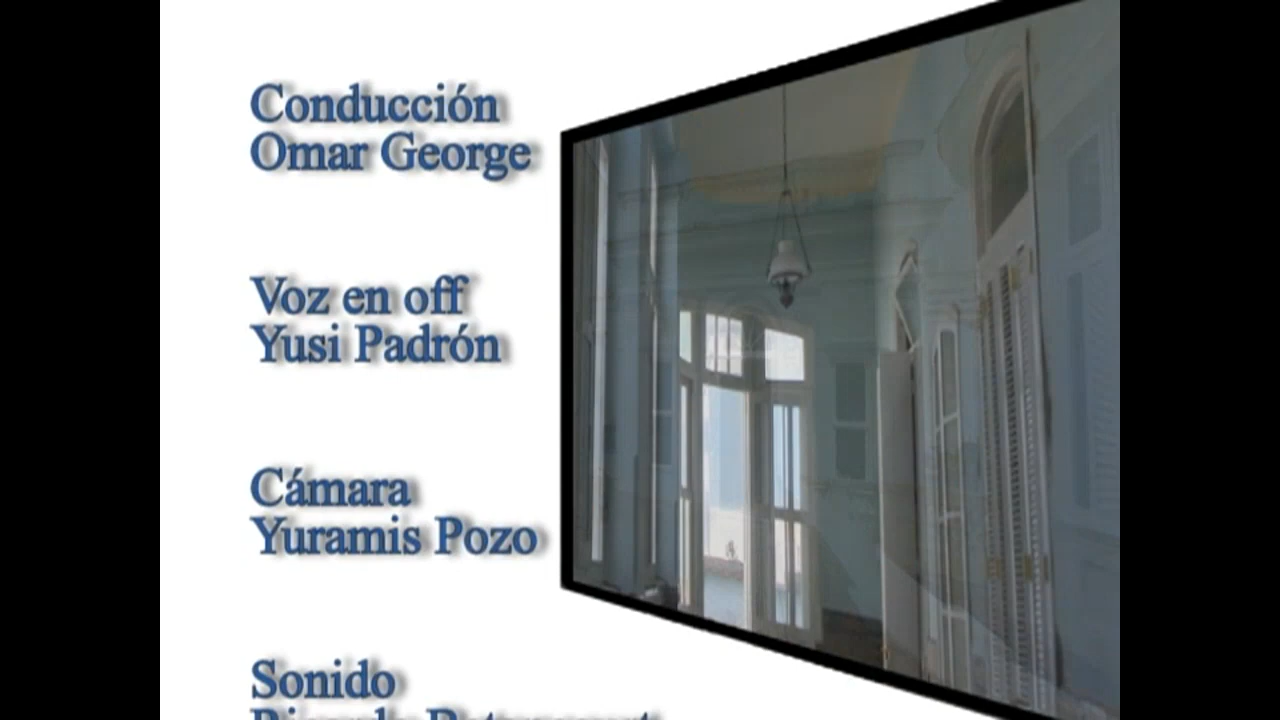 Conducción
Omar George
Voz en off
Yusi Padrón
Cámara
Yuramis Pozo
Sonido